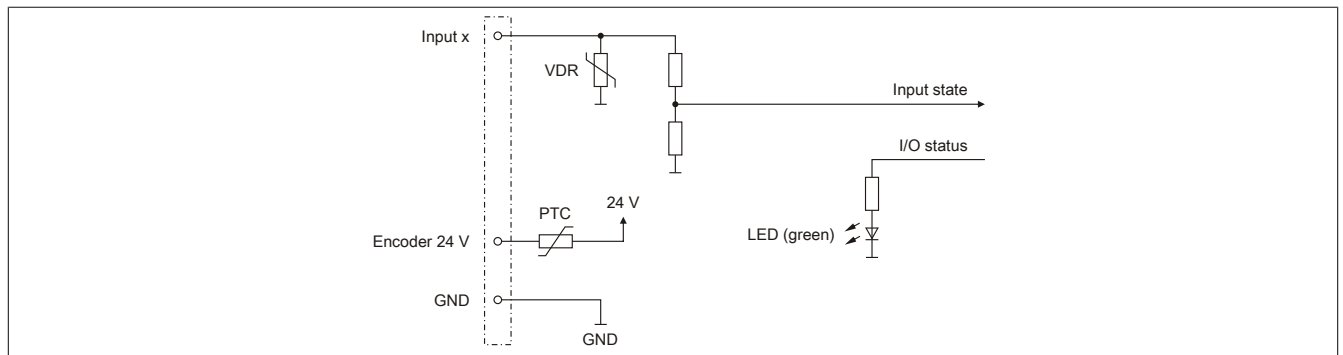 Input x
VDR
Input state
I/O status
24 V
PTC
LED (green)
Encoder 24 V
GND
GND